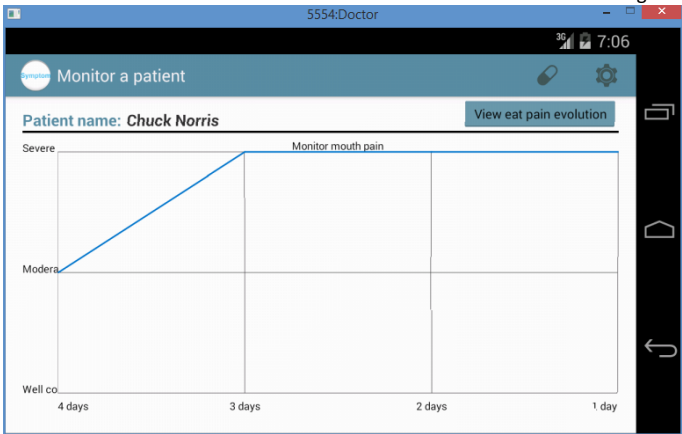 5554:Doctor
3G 7:06
Symptom Monitor a patient
Patient name: Chuck Norris
View eat pain evolution
Monitor mouth pain
Severe
Modera
Well co
4 days 3 days 2 days 1 day